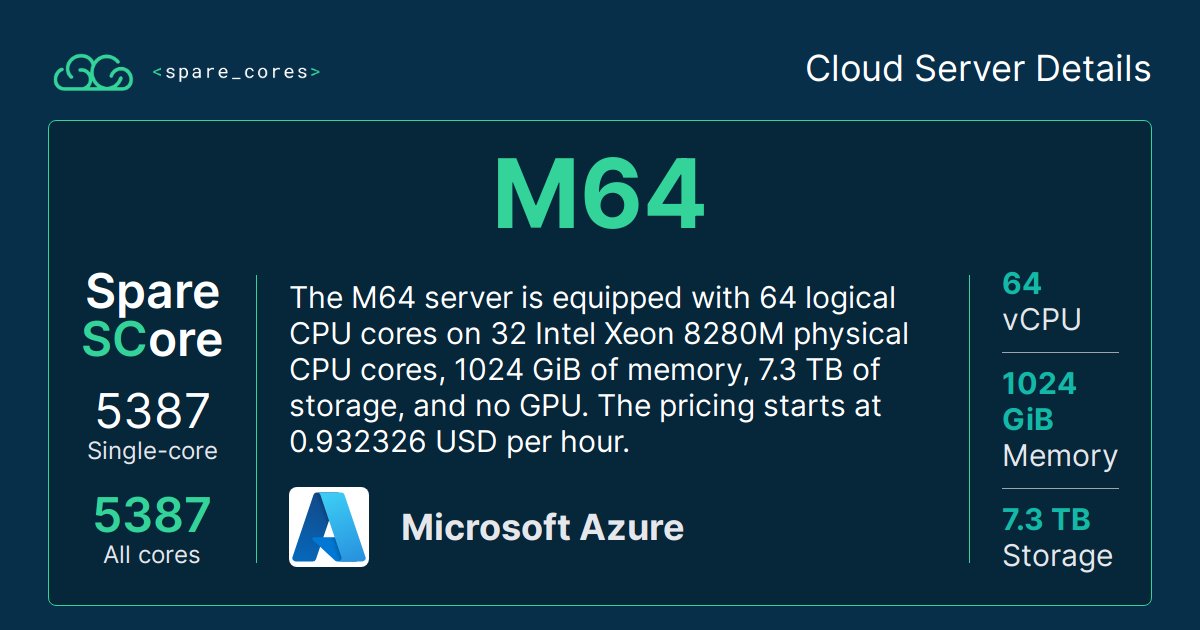 <spare_cores>
Cloud Server Details
M64
Spare
SCore
5387
Single-core
5387
All cores
The M64 server is equipped with 64 logical
CPU cores on 32 Intel Xeon 8280M physical
CPU cores, 1024 GiB of memory, 7.3 TB of
storage, and no GPU. The pricing starts at
0.932326 USD per hour.
Microsoft Azure
64
vCPU
1024
GiB
Memory
7.3 TB
Storage